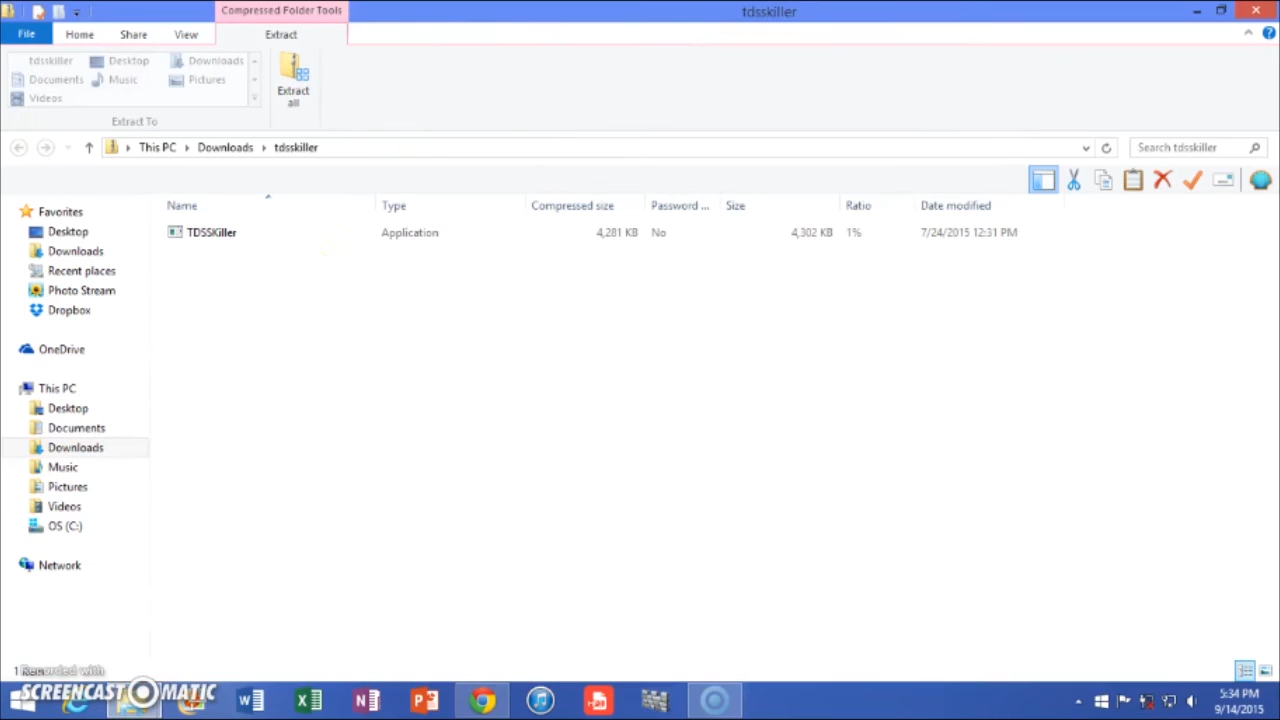 Compressed Folder Tools
tdsskiller
File Home Share View Extract
tdsskiller Desktop Downloads
Documents Music Pictures
Videos
Extract To
Extract all
This PC Downloads tdsskiller
Search tdsskiller
Name Type Compressed size Password ... Size Ratio Date modified
TDSSKiller Application 4,281 KB No 4,302 KB 1% 7/24/2015 12:31 PM
Favorites
Desktop
Downloads
Recent places
Photo Stream
Dropbox
OneDrive
This PC
Desktop
Documents
Downloads
Music
Pictures
Videos
OS (C:)
Network
Recorded with
SCREENCAST MATIC
5:34 PM
9/14/2015